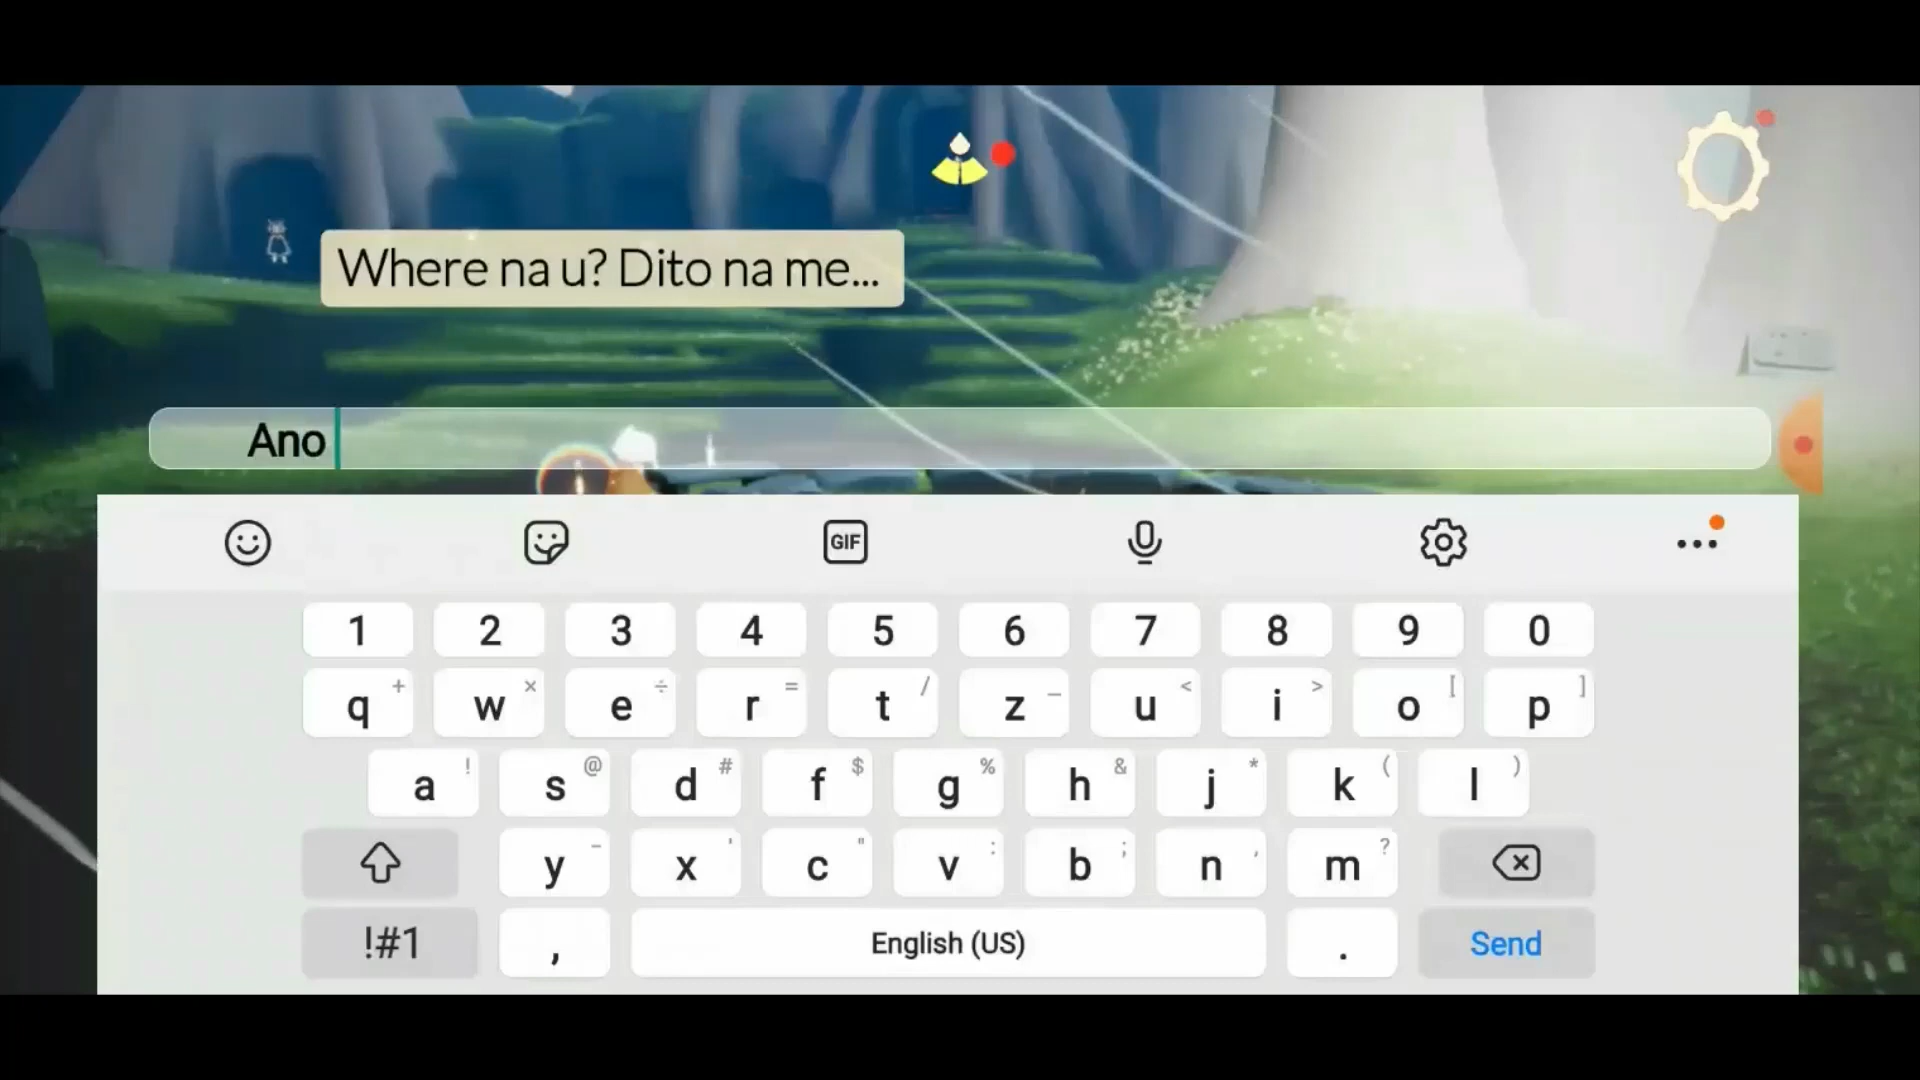 Where na u? Dito na me...
Ano
GIF
1 2 3 4 5 6 7 8 9 0
q + w × e ÷ r = t / z _ u < i > o [ p ]
a ! s @ d # f $ g % h & j * k ( l )
y - x ' c " v : b ; n , m ?
!#1 , English (US) . Send